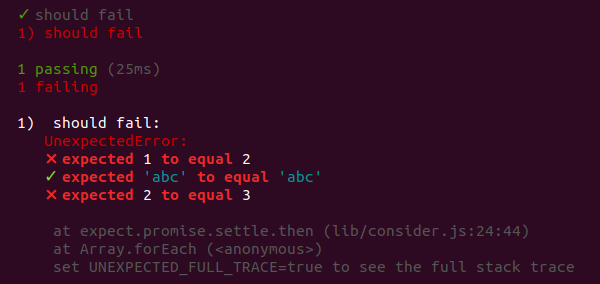 ✓ should fail
1) should fail
1 passing (25ms)
1 failing
1) should fail:
UnexpectedError:
✕ expected 1 to equal 2
✓ expected 'abc' to equal 'abc'
✕ expected 2 to equal 3
at expect.promise.settle.then (lib/consider.js:24:44)
at Array.forEach (<anonymous>)
set UNEXPECTED_FULL_TRACE=true to see the full stack trace